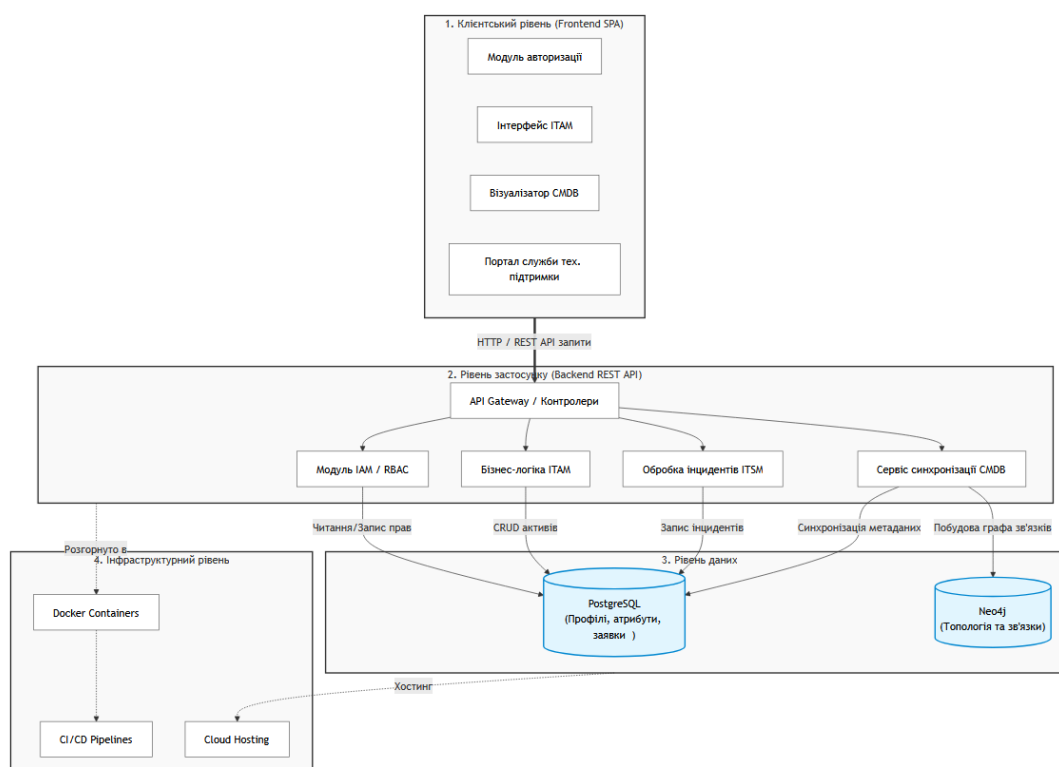 1. Клієнтський рівень (Frontend SPA)
Модуль авторизації
Інтерфейс ITAM
Візуалізатор CMDB
Портал служби тех.
підтримки
HTTP / REST API запити
2. Рівень застосунку (Backend REST API)
API Gateway / Контролери
Модуль IAM / RBAC
Бізнес-логіка ITAM
Обробка інцидентів ITSM
Сервіс синхронізації CMDB
Читання/Запис прав
CRUD активів
Запис інцидентів
Синхронізація метаданих
Побудова графа зв'язків
Розгорнуто в
4. Інфраструктурний рівень
3. Рівень даних
Docker Containers
PostgreSQL
(Профілі, атрибути,
заявки )
Neo4j
(Топологія та зв'язки)
Хостинг
CI/CD Pipelines
Cloud Hosting